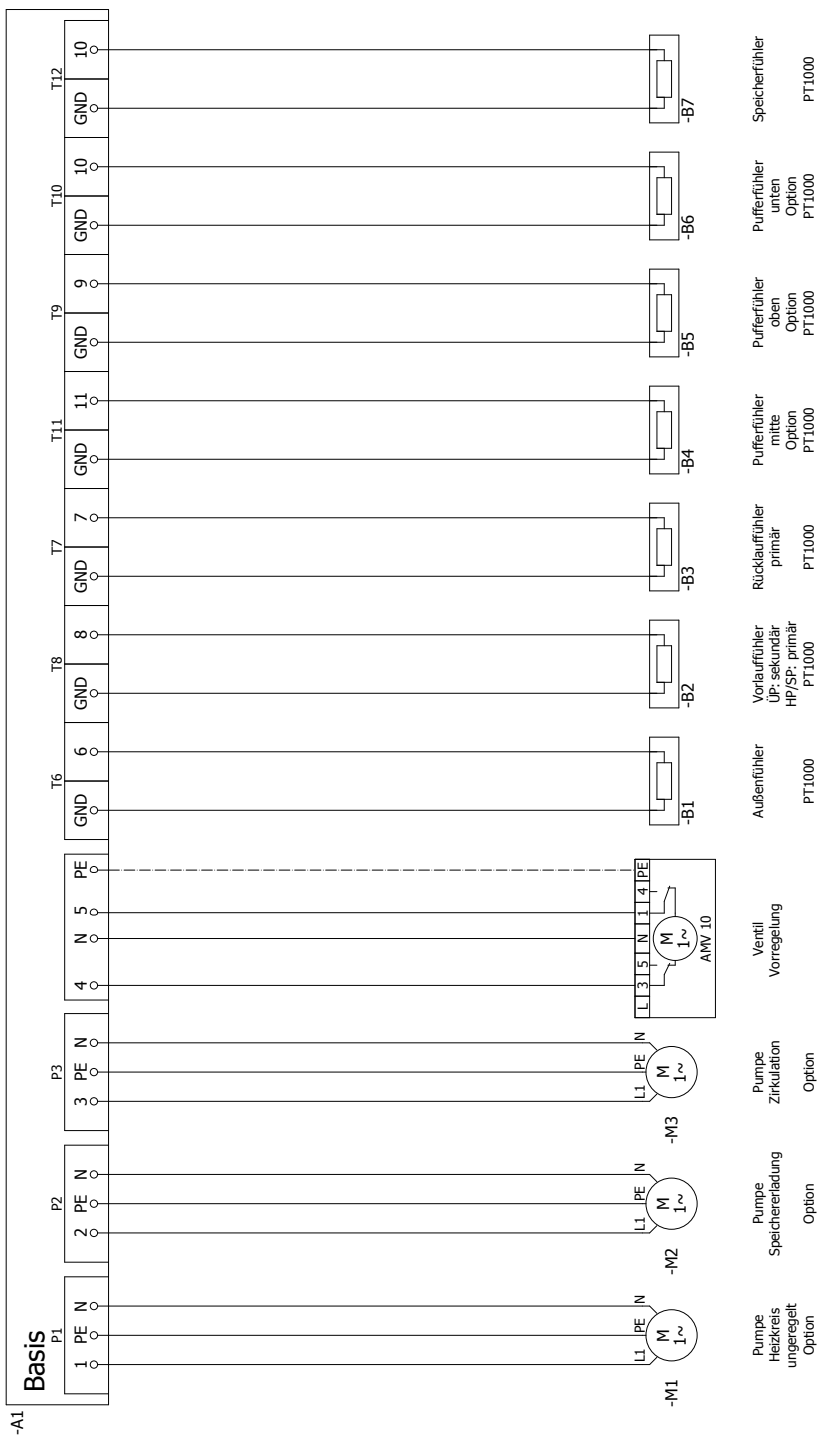 -A1
Basis
P1 P2 P3 T6 T8 T7 T11 T9 T10 T12
1 PE N 2 PE N 3 PE N 4 N 5 PE GND 6 GND 8 GND 7 GND 11 GND 9 GND 10 GND 10
L1 PE N
M
1~
-M1
Pumpe
Heizkreis
ungeregelt
Option
L1 PE N
M
1~
-M2
Pumpe
Speichererladung
Option
L1 PE N
M
1~
-M3
Pumpe
Zirkulation
Option
L 3 5 N 1 4 PE
M
1~
AMV 10
Ventil
Vorregelung
-B1
Außenfühler
PT1000
-B2
Vorlauffühler
ÜP: sekundär
HP/SP: primär
PT1000
-B3
Rücklauffühler
primär
PT1000
-B4
Pufferfühler
mitte
Option
PT1000
-B5
Pufferfühler
oben
Option
PT1000
-B6
Pufferfühler
unten
Option
PT1000
-B7
Speicherfühler
PT1000